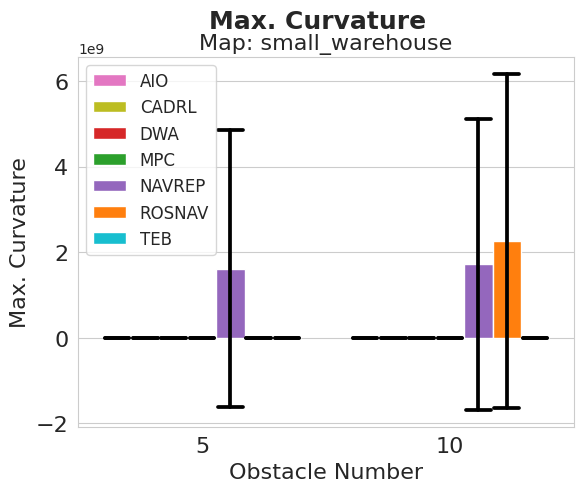 Max. Curvature
Map: small_warehouse
1e9
AIO
CADRL
DWA
MPC
NAVREP
ROSNAV
TEB
Max. Curvature
6
4
2
0
−2
5 10
Obstacle Number